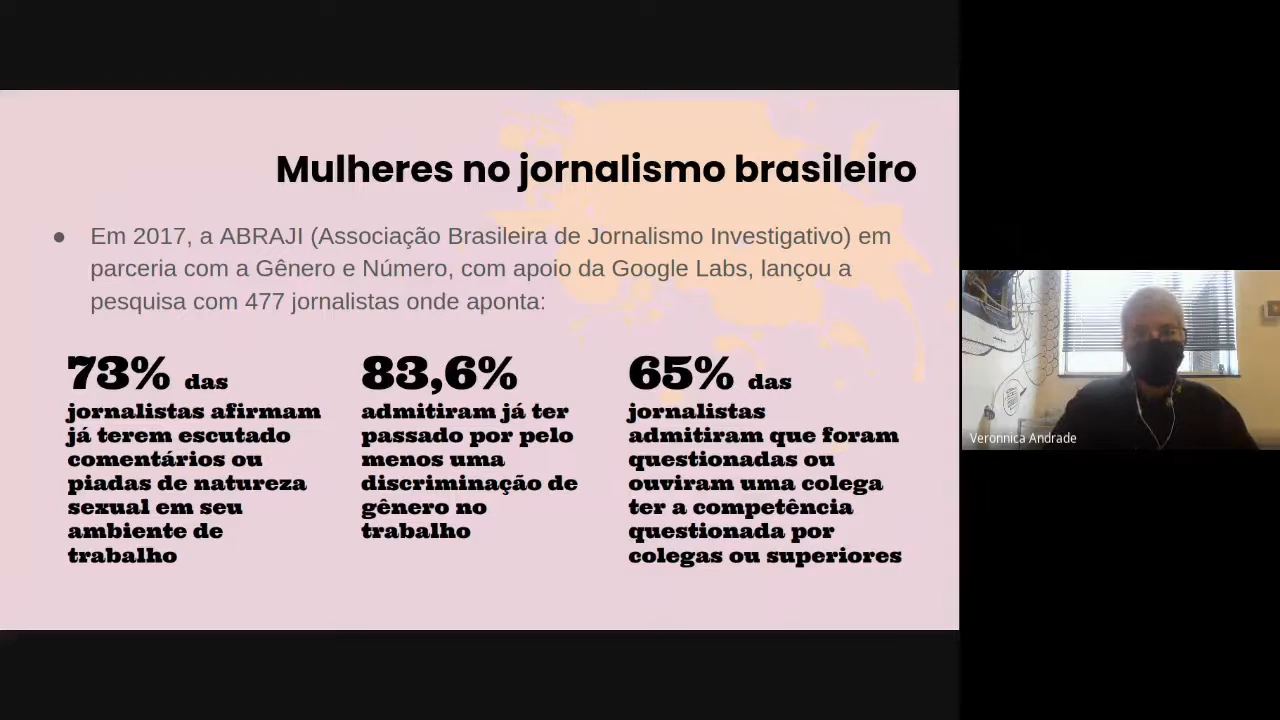 Mulheres no jornalismo brasileiro
● Em 2017, a ABRAJI (Associação Brasileira de Jornalismo Investigativo) em
parceria com a Gênero e Número, com apoio da Google Labs, lançou a
pesquisa com 477 jornalistas onde aponta:
73% das
jornalistas afirmam
já terem escutado
comentários ou
piadas de natureza
sexual em seu
ambiente de
trabalho
83,6%
admitiram já ter
passado por pelo
menos uma
discriminação de
gênero no
trabalho
65% das
jornalistas
admitiram que foram
questionadas ou
ouviram uma colega
ter a competência
questionada por
colegas ou superiores
Veronnica Andrade